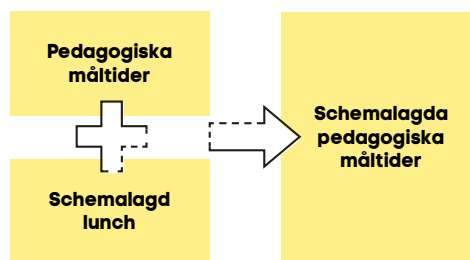 Pedagogiska
måltider
Schemalagd
lunch
Schemalagda
pedagogiska
måltider